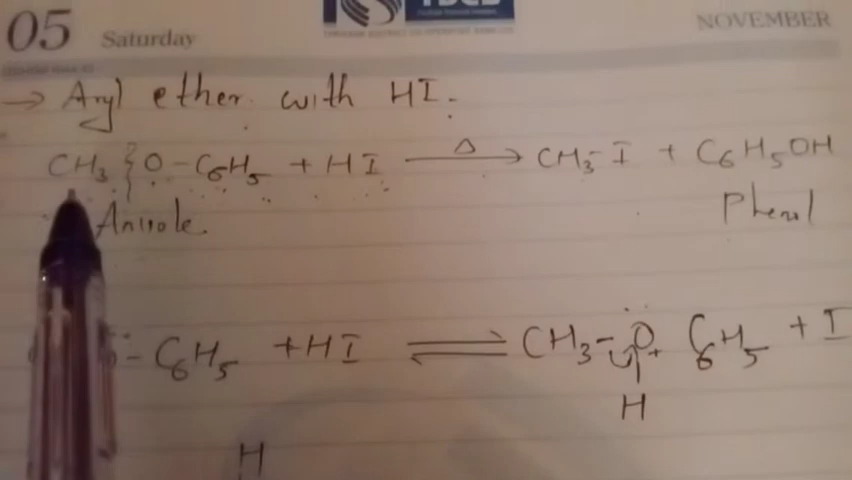 05 Saturday NOVEMBER
→ Aryl ether with HI.
CH₃ O-C₆H₅ + HI —Δ→ CH₃-I + C₆H₅OH
Anisole. Phenol
- C₆H₅ + HI ⇌ CH₃-O⁺ C₆H₅ + I
H
H